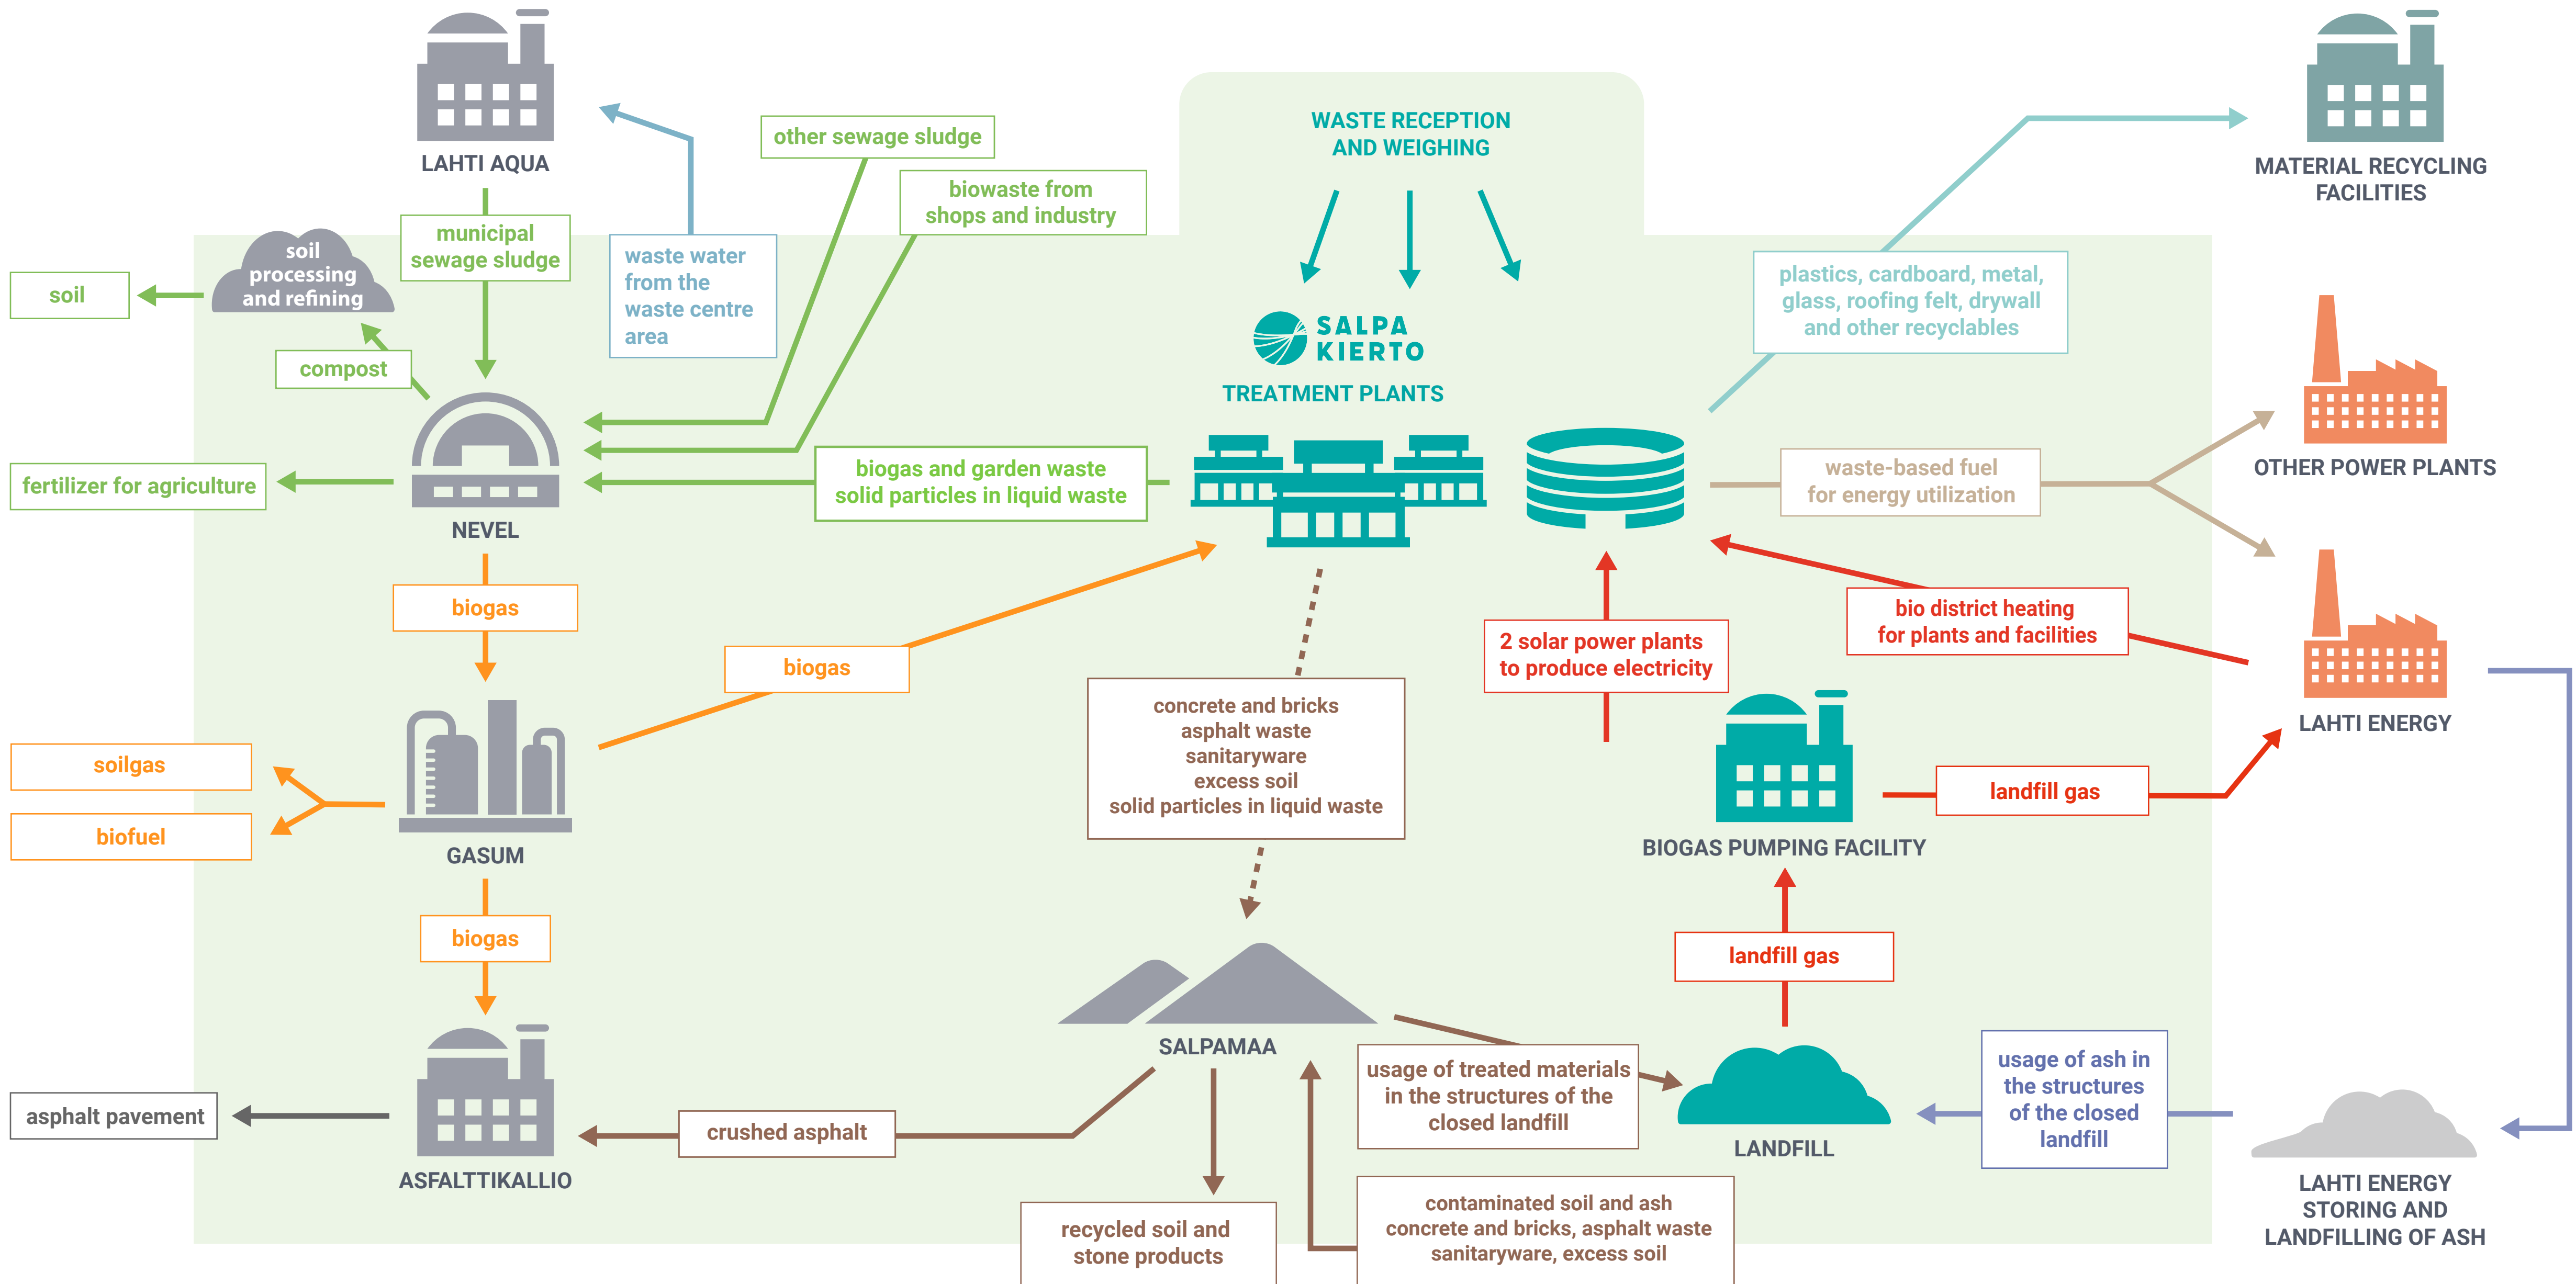 LAHTI AQUA
municipal
sewage sludge
waste water
from the
waste centre
area
other sewage sludge
biowaste from
shops and industry
WASTE RECEPTION
AND WEIGHING
MATERIAL RECYCLING
FACILITIES
soil
processing
and refining
soil
compost
SALPA
KIERTO
TREATMENT PLANTS
plastics, cardboard, metal,
glass, roofing felt, drywall
and other recyclables
fertilizer for agriculture
NEVEL
biogas and garden waste
solid particles in liquid waste
waste-based fuel
for energy utilization
OTHER POWER PLANTS
biogas
biogas
2 solar power plants
to produce electricity
bio district heating
for plants and facilities
LAHTI ENERGY
concrete and bricks
asphalt waste
sanitaryware
excess soil
solid particles in liquid waste
soilgas
biofuel
GASUM
landfill gas
BIOGAS PUMPING FACILITY
biogas
landfill gas
SALPAMAA
usage of treated materials
in the structures of the
closed landfill
usage of ash in
the structures
of the closed
landfill
asphalt pavement
crushed asphalt
LANDFILL
ASFALTTIKALLIO
recycled soil and
stone products
contaminated soil and ash
concrete and bricks, asphalt waste
sanitaryware, excess soil
LAHTI ENERGY
STORING AND
LANDFILLING OF ASH